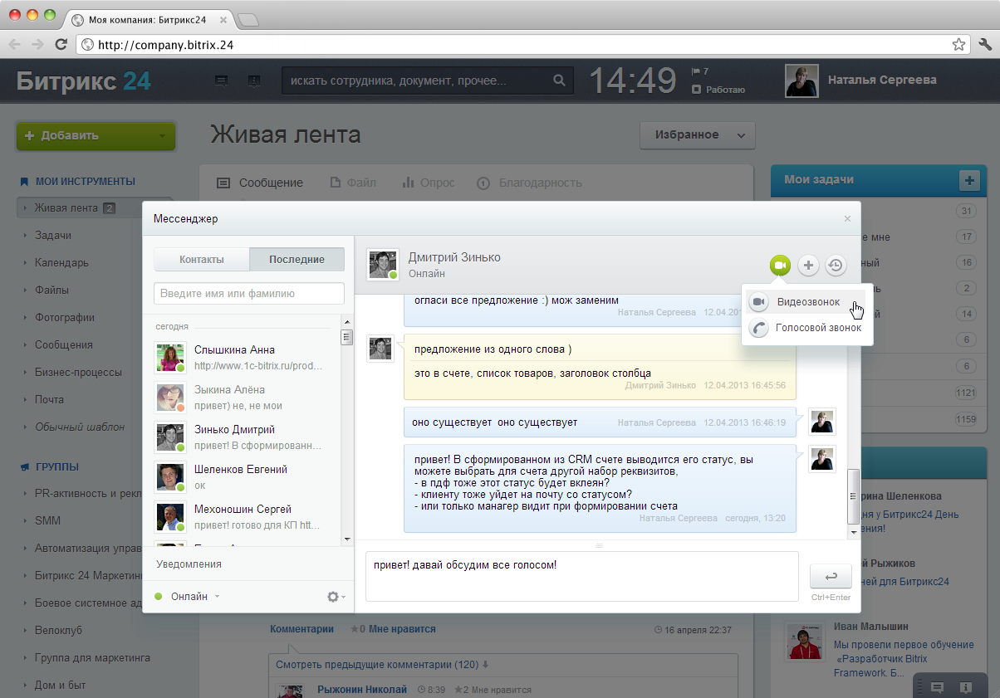 Моя компания: Битрикс24
http://company.bitrix.24
Битрикс 24
искать сотрудника, документ, прочее...
14:49
7
Работаю
Наталья Сергеева
Добавить
Живая лента
Избранное
МОИ ИНСТРУМЕНТЫ
Живая лента 2
Задачи
Календарь
Файлы
Фотографии
Сообщения
Бизнес-процессы
Почта
Обычный шаблон
ГРУППЫ
PR-активность и рекл
SMM
Автоматизация управ
Битрикс 24 Маркетин
Боевое системное ад
Велоклуб
Группа для маркетинга
Дом и быт
Сообщение
Файл
Опрос
Благодарность
Мессенджер
Контакты
Последние
Введите имя или фамилию
сегодня
Слышкина Анна
http://www.1c-bitrix.ru/prod...
Зыкина Алёна
привет) не, не мои
Зинько Дмитрий
привет! В сформированн...
Шеленков Евгений
ок
Мехоношин Сергей
привет! готово для КП htt...
Уведомления
Онлайн
Дмитрий Зинько
Онлайн
Видеозвонок
Голосовой звонок
огласи все предложение :) мож заменим
Наталья Сергеева 12.04.201
предложение из одного слова )
это в счете, список товаров, заголовок столбца
Дмитрий Зинько 12.04.2013 16:45:56
оно существует оно существует
Наталья Сергеева 12.04.2013 16:46:19
привет! В сформированном из CRM счете выводится его статус, вы
можете выбрать для счета другой набор реквизитов,
- в пдф тоже этот статус будет вклеян?
- клиенту тоже уйдет на почту со статусом?
- или только манагер видит при формировании счета
Наталья Сергеева сегодня, 13:20
привет! давай обсудим все голосом!
Ctrl+Enter
Комментарии
0 Мне нравится
16 апреля 22:37
Смотреть предыдущие комментарии (120)
Рыжонин Николай
8:39
2 Мне нравится
Мои задачи
31
е мне 17
ный 16
ь 2
й 14
6
6
1121
1159
рина Шеленкова
дня у Битрикс24 День
ения!
й Рыжиков
ней для Битрикс24
Иван Малышин
Мы провели первое обучение
«Разработчик Bitrix
Framework. Б...